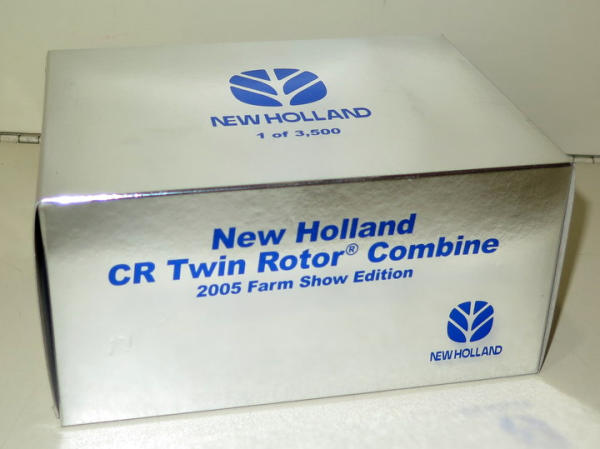 NEW HOLLAND
1 of 3,500
New Holland
CR Twin Rotor® Combine
2005 Farm Show Edition
NEW HOLLAND